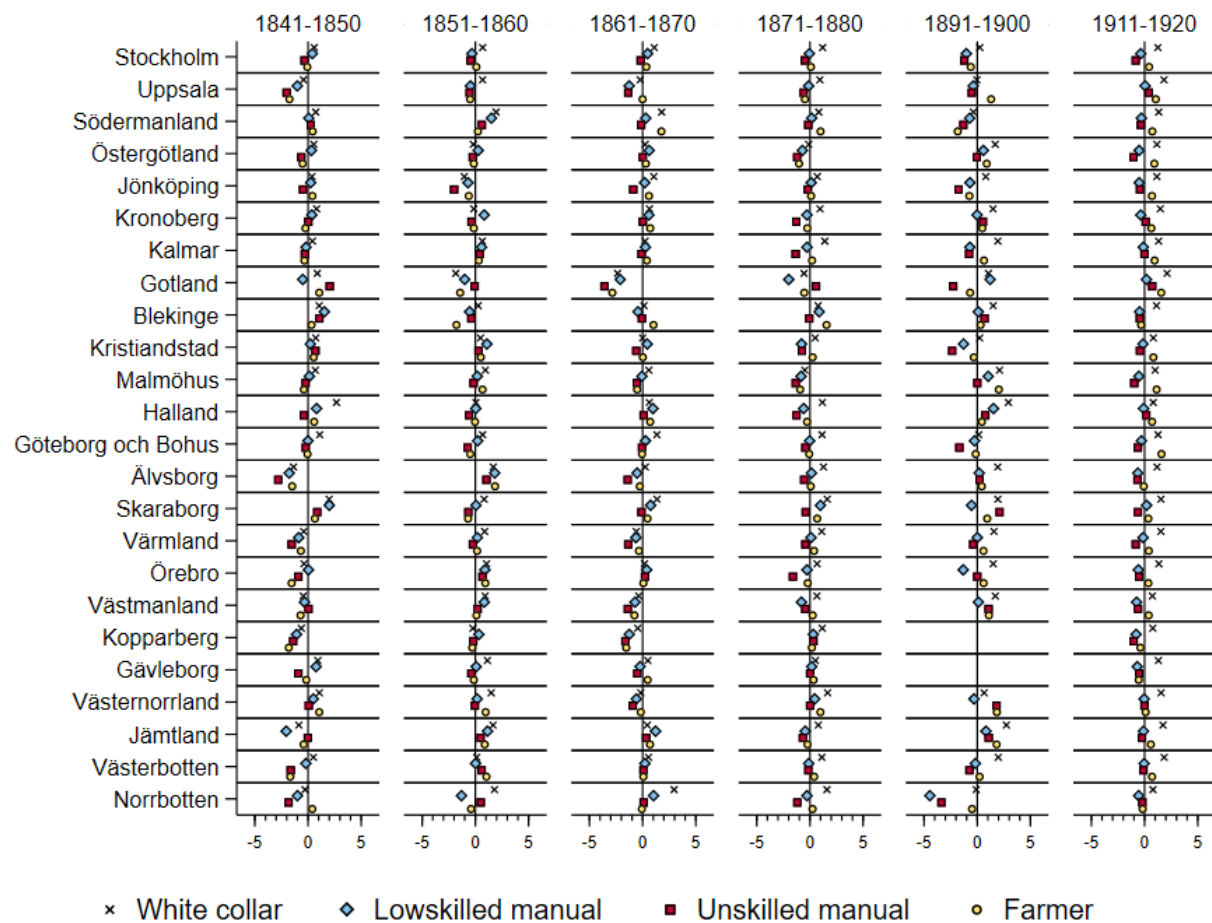 1841-1850 1851-1860 1861-1870 1871-1880 1891-1900 1911-1920
Stockholm
Uppsala
Södermanland
Östergötland
Jönköping
Kronoberg
Kalmar
Gotland
Blekinge
Kristiandstad
Malmöhus
Halland
Göteborg och Bohus
Älvsborg
Skaraborg
Värmland
Örebro
Västmanland
Kopparberg
Gävleborg
Västernorrland
Jämtland
Västerbotten
Norrbotten
-5 0 5 -5 0 5 -5 0 5 -5 0 5 -5 0 5 -5 0 5
White collar Lowskilled manual Unskilled manual Farmer